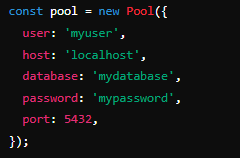 const pool = new Pool({
  user: 'myuser',
  host: 'localhost',
  database: 'mydatabase',
  password: 'mypassword',
  port: 5432,
});